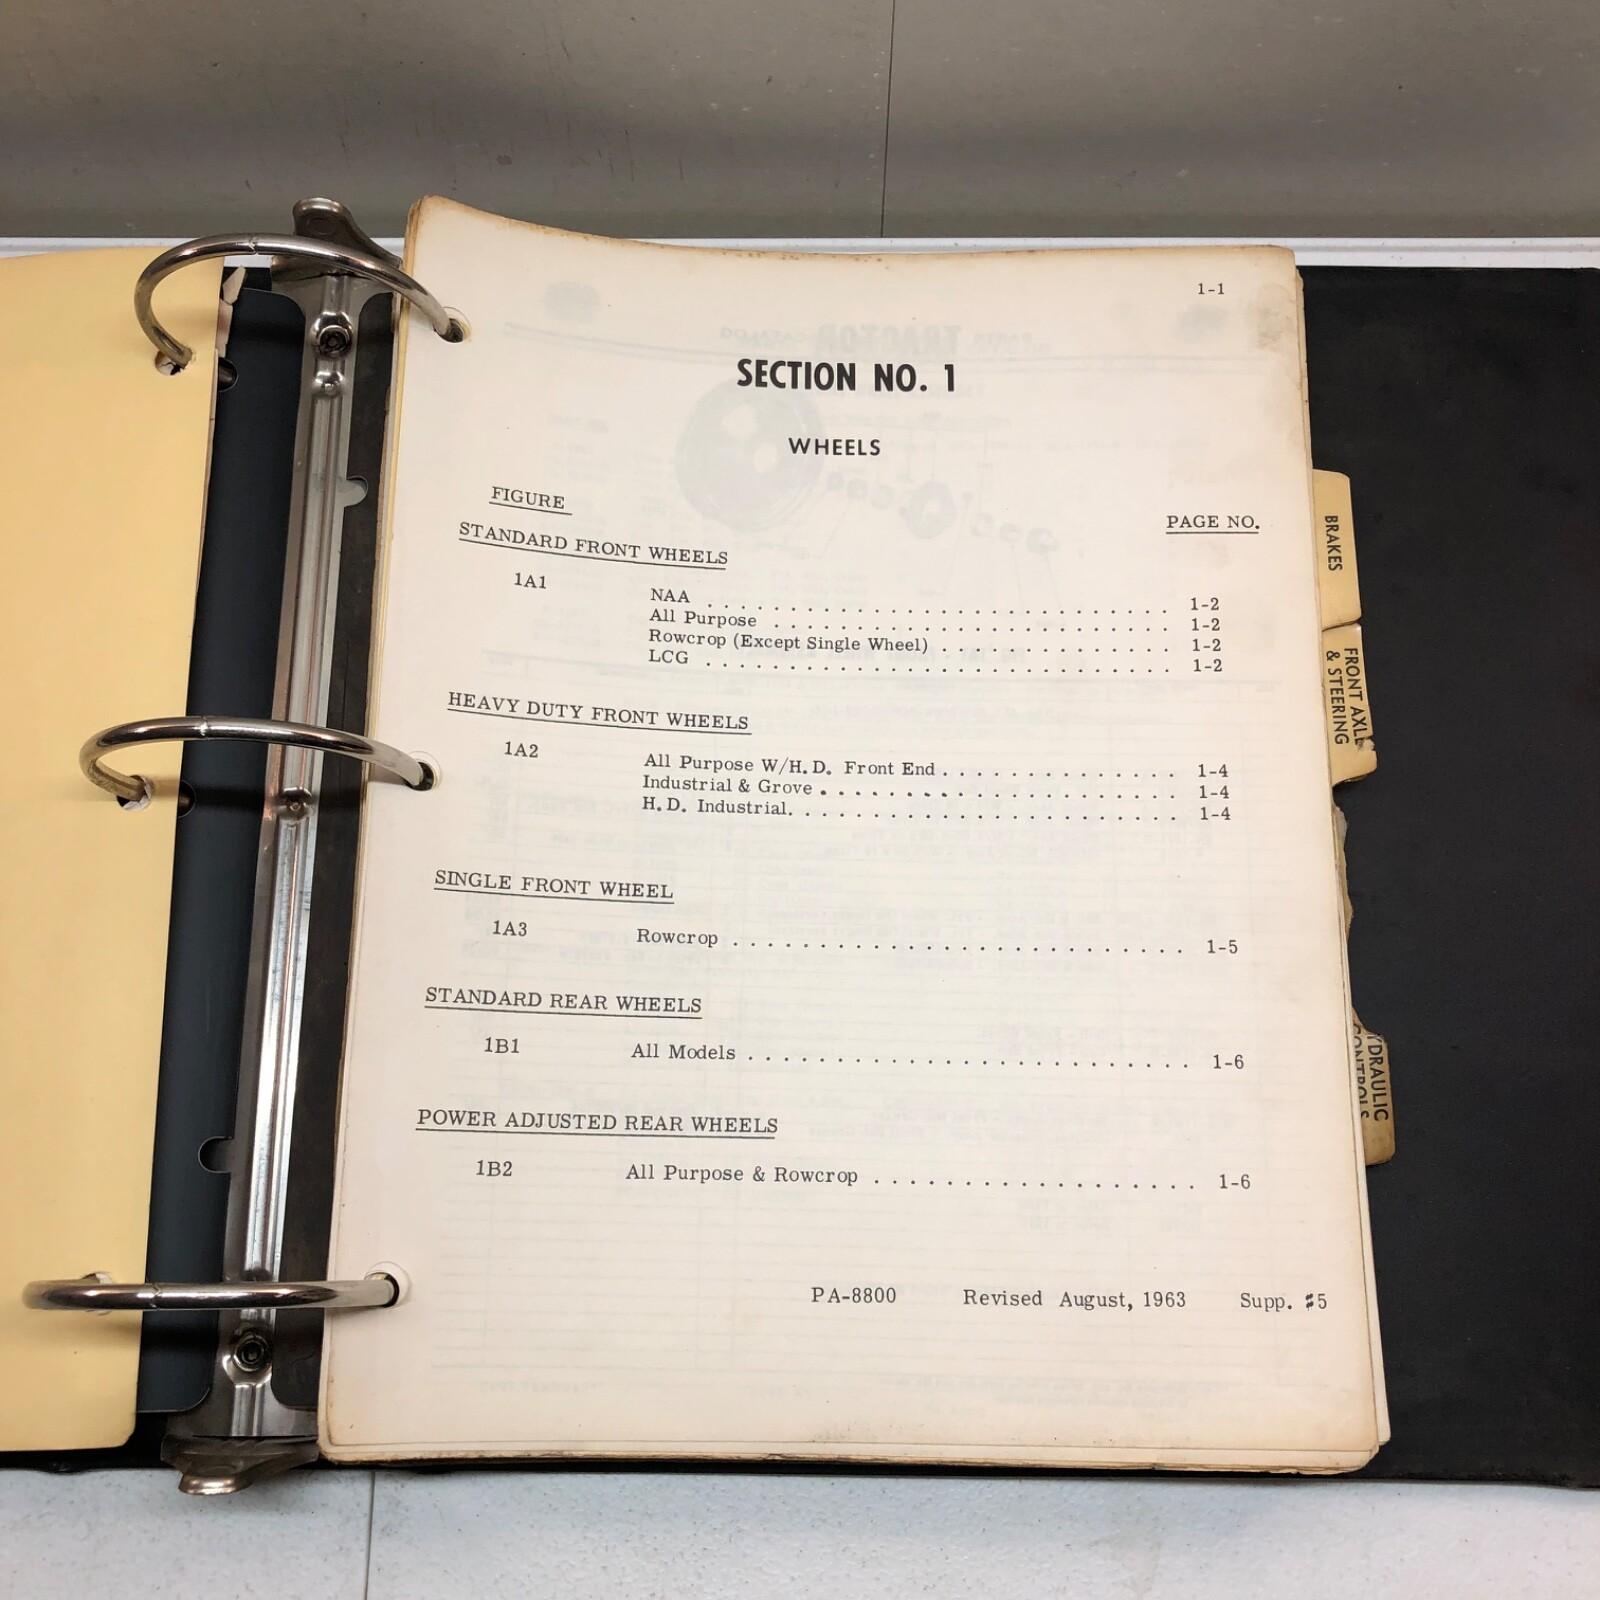 1-1
SECTION NO. 1
WHEELS
FIGURE
PAGE NO.
STANDARD FRONT WHEELS
1A1 NAA . . . . . . . . . . . . . . . . . . . . . . . . . . . . . . 1-2
All Purpose . . . . . . . . . . . . . . . . . . . . . . . . . 1-2
Rowcrop (Except Single Wheel) . . . . . . . . . . . . . . 1-2
LCG . . . . . . . . . . . . . . . . . . . . . . . . . . . . . . 1-2
HEAVY DUTY FRONT WHEELS
1A2 All Purpose W/H.D. Front End . . . . . . . . . . . . . . 1-4
Industrial & Grove . . . . . . . . . . . . . . . . . . . . . 1-4
H.D. Industrial. . . . . . . . . . . . . . . . . . . . . . . 1-4
SINGLE FRONT WHEEL
1A3 Rowcrop . . . . . . . . . . . . . . . . . . . . . . . . . . 1-5
STANDARD REAR WHEELS
1B1 All Models . . . . . . . . . . . . . . . . . . . . . . . . . 1-6
POWER ADJUSTED REAR WHEELS
1B2 All Purpose & Rowcrop . . . . . . . . . . . . . . . . . . 1-6
PA-8800 Revised August, 1963 Supp. #5
BRAKES
FRONT AXLE
& STEERING
YDRAULIC
CONTROLS